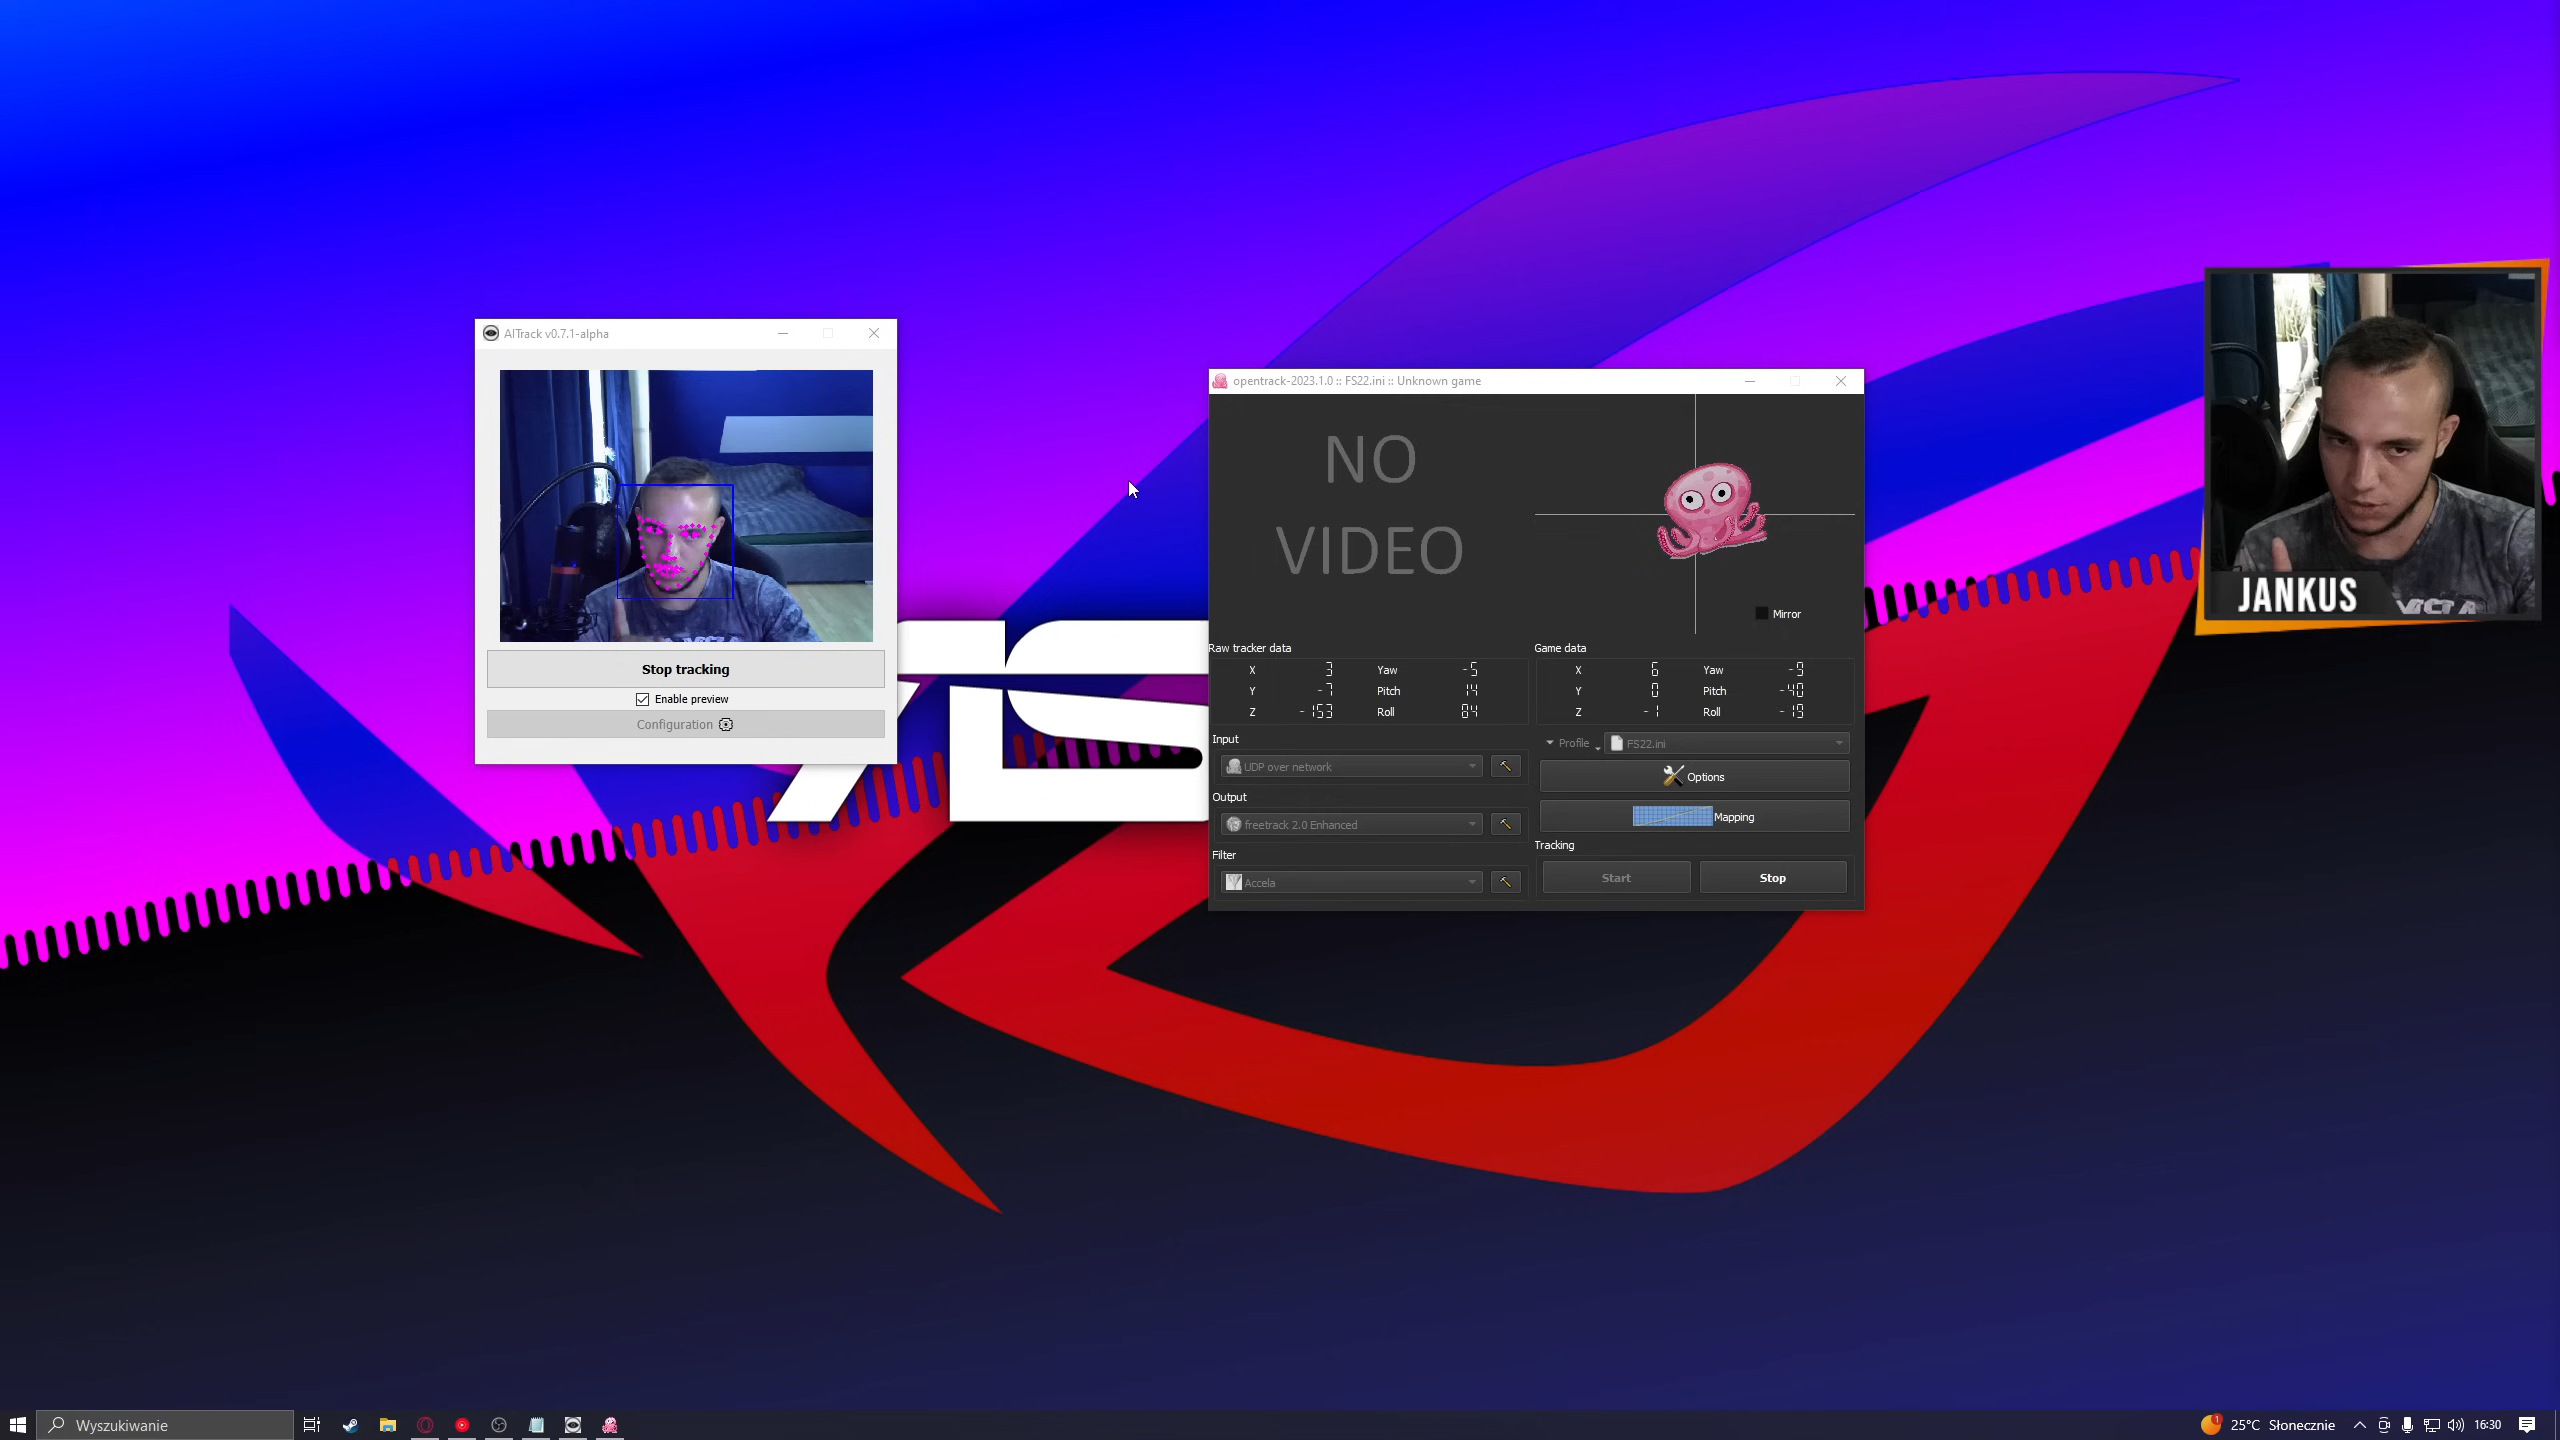 AITrack v0.7.1-alpha
Stop tracking
Enable preview
Configuration
opentrack-2023.1.0 :: FS22.ini :: Unknown game
NO
VIDEO
Mirror
Raw tracker data
X 3 Yaw -5
Y -7 Pitch 14
Z -153 Roll 84
Game data
X 6 Yaw -9
Y 0 Pitch -40
Z -1 Roll -19
Input
UDP over network
Output
freetrack 2.0 Enhanced
Filter
Accela
Profile FS22.ini
Options
Mapping
Tracking
Start Stop
JANKUS
Wyszukiwanie
1
25°C Słonecznie
16:30